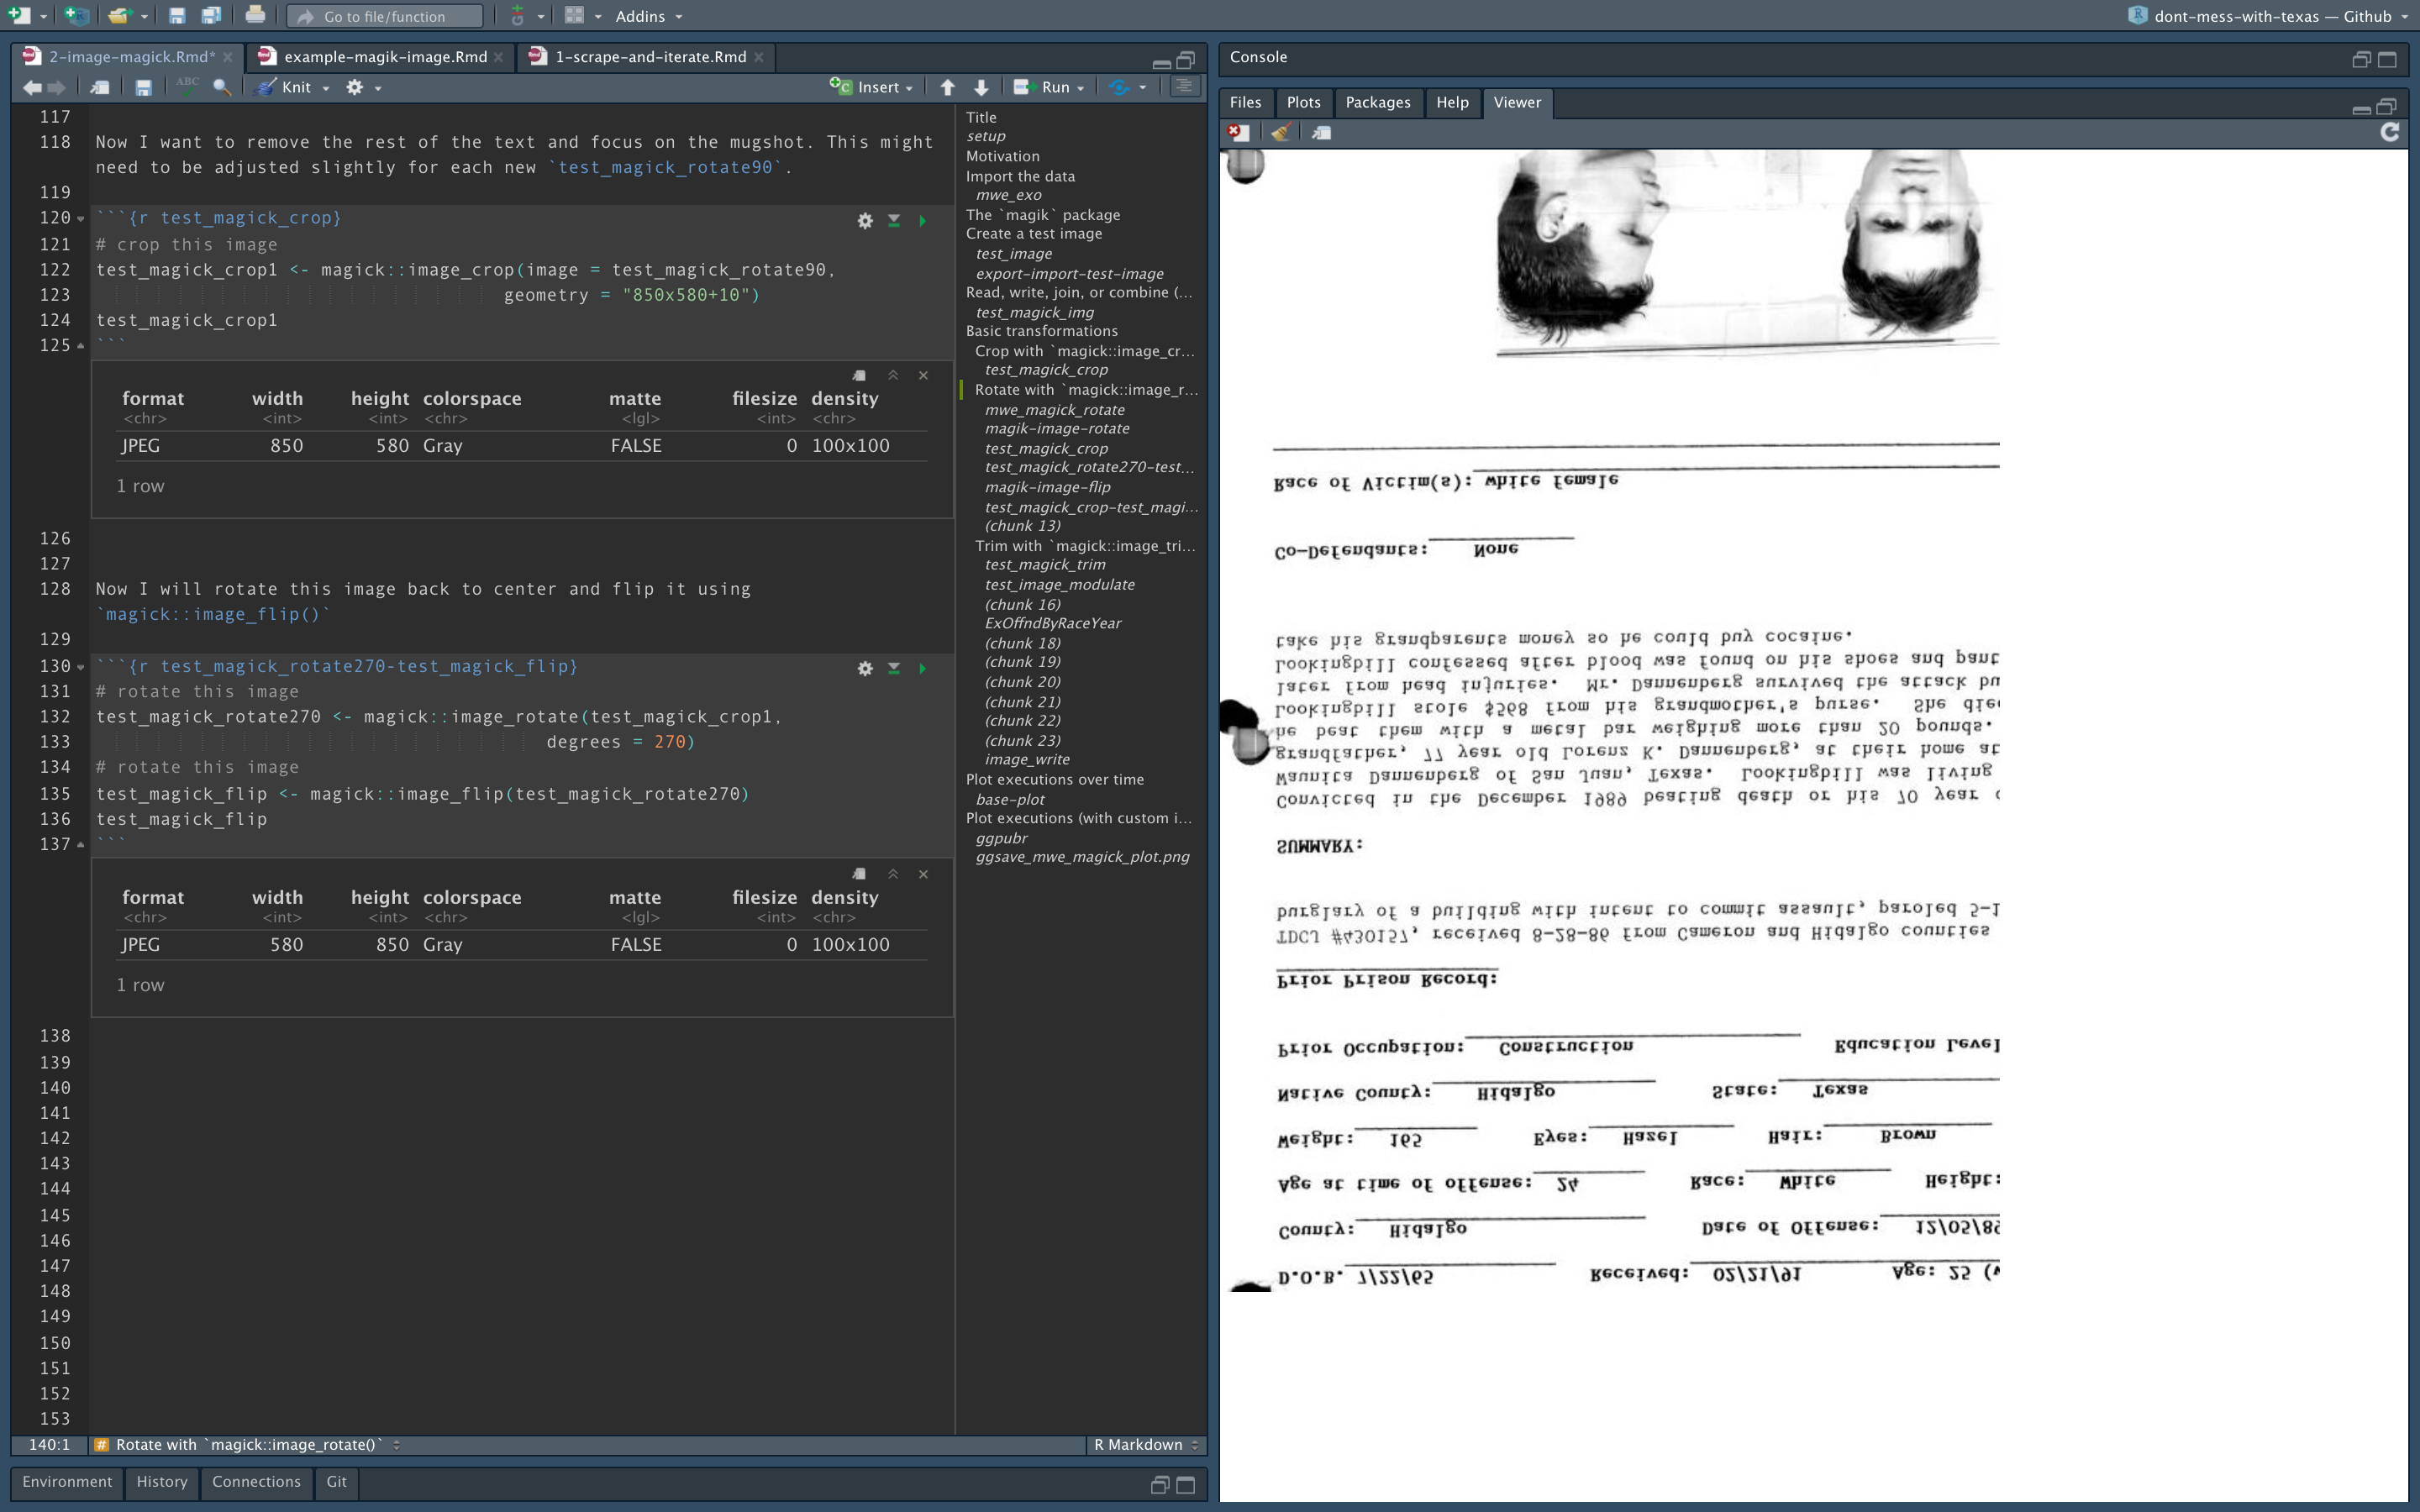 Go to file/function
Addins
dont-mess-with-texas — Github
2-image-magick.Rmd*
example-magik-image.Rmd
1-scrape-and-iterate.Rmd
ABC
Knit
Insert
Run
117
118 Now I want to remove the rest of the text and focus on the mugshot. This might
need to be adjusted slightly for each new `test_magick_rotate90`.
119
120 ```{r test_magick_crop}
121 # crop this image
122 test_magick_crop1 <- magick::image_crop(image = test_magick_rotate90,
123 geometry = "850x580+10")
124 test_magick_crop1
125 ```
format width height colorspace matte filesize density
<chr> <int> <int> <chr> <lgl> <int> <chr>
JPEG 850 580 Gray FALSE 0 100x100
1 row
126
127
128 Now I will rotate this image back to center and flip it using
`magick::image_flip()`
129
130 ```{r test_magick_rotate270-test_magick_flip}
131 # rotate this image
132 test_magick_rotate270 <- magick::image_rotate(test_magick_crop1,
133 degrees = 270)
134 # rotate this image
135 test_magick_flip <- magick::image_flip(test_magick_rotate270)
136 test_magick_flip
137 ```
format width height colorspace matte filesize density
<chr> <int> <int> <chr> <lgl> <int> <chr>
JPEG 580 850 Gray FALSE 0 100x100
1 row
138
139
140
141
142
143
144
145
146
147
148
149
150
151
152
153
140:1 # Rotate with `magick::image_rotate()`
R Markdown
Environment
History
Connections
Git
Title
setup
Motivation
Import the data
mwe_exo
The `magik` package
Create a test image
test_image
export-import-test-image
Read, write, join, or combine (...
test_magick_img
Basic transformations
Crop with `magick::image_cr...
test_magick_crop
Rotate with `magick::image_r...
mwe_magick_rotate
magik-image-rotate
test_magick_crop
test_magick_rotate270-test...
magik-image-flip
test_magick_crop-test_magi...
(chunk 13)
Trim with `magick::image_tri...
test_magick_trim
test_image_modulate
(chunk 16)
ExOffndByRaceYear
(chunk 18)
(chunk 19)
(chunk 20)
(chunk 21)
(chunk 22)
(chunk 23)
image_write
Plot executions over time
base-plot
Plot executions (with custom i...
ggpubr
ggsave_mwe_magick_plot.png
Console
Files
Plots
Packages
Help
Viewer
Race of Victim(s): white female
Co-Defendants: None
take his grandparents money so he could buy cocaine.
Lookingbill confessed after blood was found on his shoes and pant
later from head injuries. Mr. Dannenberg survived the attack bu
Lookingbill stole $568 from his grandmother's purse. She die
he beat them with a metal bar weighing more than 20 pounds.
grandfather, 77 year old Lorenz K. Dannenberg, at their home at
Waunita Dannenberg of San Juan, Texas. Lookingbill was living
Convicted in the December 1989 beating death or his 70 year
SUMMARY:
burglary of a building with intent to commit assault, paroled 5-1
TDCJ #430157, received 8-28-86 from Cameron and Hidalgo counties
Prior Prison Record:
Prior Occupation: Construction Education Level
Native County: Hidalgo State: Texas
Weight: 165 Eyes: Hazel Hair: Brown
Age at time of offense: 24 Race: White Height:
County: Hidalgo Date of Offense: 12/05/89
D.O.B. 7/22/65 Received: 02/21/91 Age: 25 (